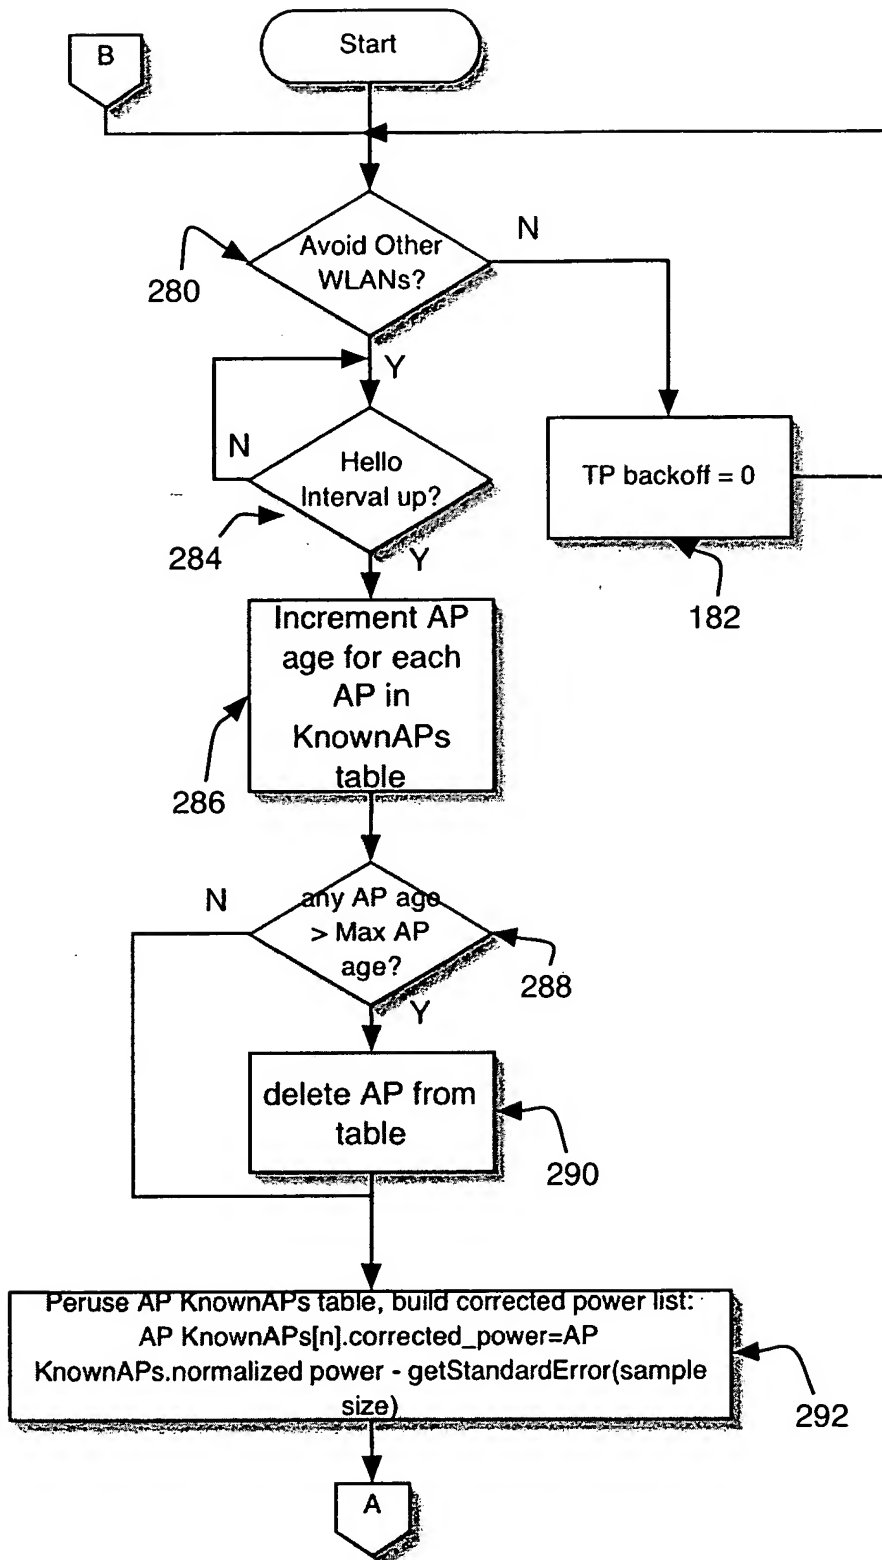 B
Start
Avoid Other
WLANs?
N
280
Y
N
Hello
Interval up?
TP backoff = 0
284
Y
182
Increment AP
age for each
AP in
KnownAPs
table
286
N
any AP age
> Max AP
age?
288
Y
delete AP from
table
290
Peruse AP KnownAPs table, build corrected power list:
AP KnownAPs[n].corrected_power=AP
KnownAPs.normalized power - getStandardError(sample
size)
292
A